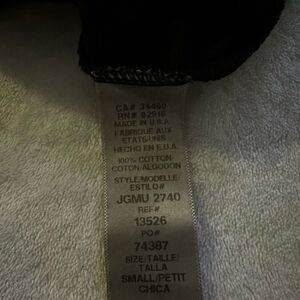 CA# 34460
RN# 92916
MADE IN U.S.A.
FABRIQUE AUX
ETATS-UNIS
HECHO EN E.U.A.
100% COTTON
COTON, ALGODON
STYLE/MODELLE/
ESTILO#
JGMU 2740
REF#
13526
PO#
74387
SIZE/TAILLE/
TALLA
SMALL/PETIT
CHICA